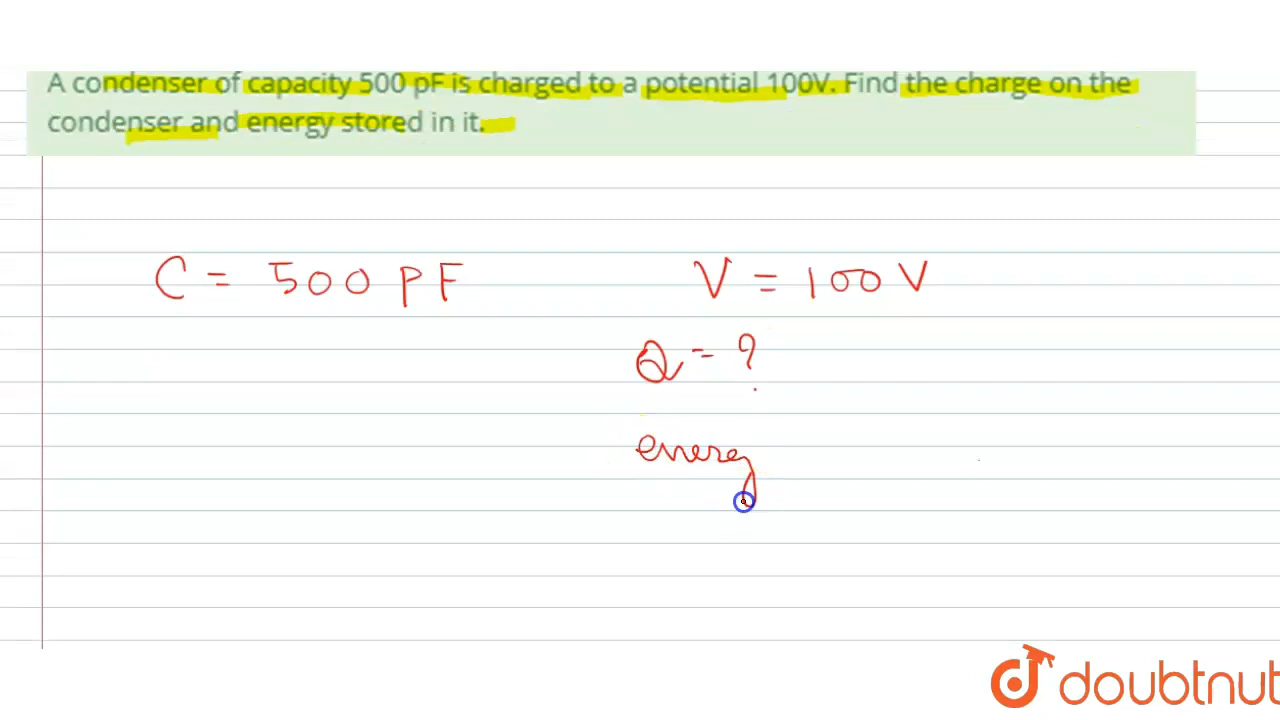 A condenser of capacity 500 pF is charged to a potential 100V. Find the charge on the
condenser and energy stored in it.
C = 500 PF V = 100 V
Q = ?
energy
doubtnut